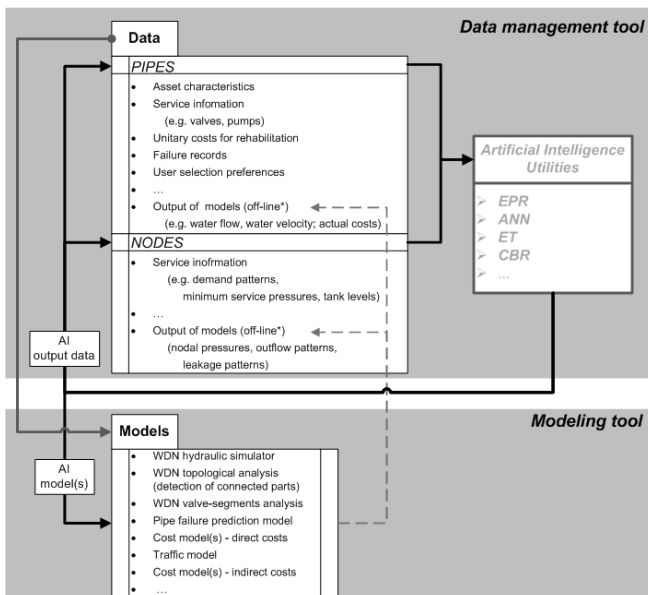 Data management tool
Data
PIPES
• Asset characteristics
• Service infomation
(e.g. valves, pumps)
• Unitary costs for rehabilitation
• Failure records
• User selection preferences
• ...
• Output of models (off-line*)
(e.g. water flow, water velocity; actual costs)
NODES
• Service inofrmation
(e.g. demand patterns,
minimum service pressures, tank levels)
• ...
• Output of models (off-line*)
(nodal pressures, outflow patterns,
leakage patterns)
Artificial Intelligence
Utilities
➢ EPR
➢ ANN
➢ ET
➢ CBR
➢ ...
AI
output data
Modeling tool
Models
• WDN hydraulic simulator
• WDN topological analysis
(detection of connected parts)
• WDN valve-segments analysis
• Pipe failure prediction model
• Cost model(s) - direct costs
• Traffic model
• Cost model(s) - indirect costs
• ...
AI
model(s)